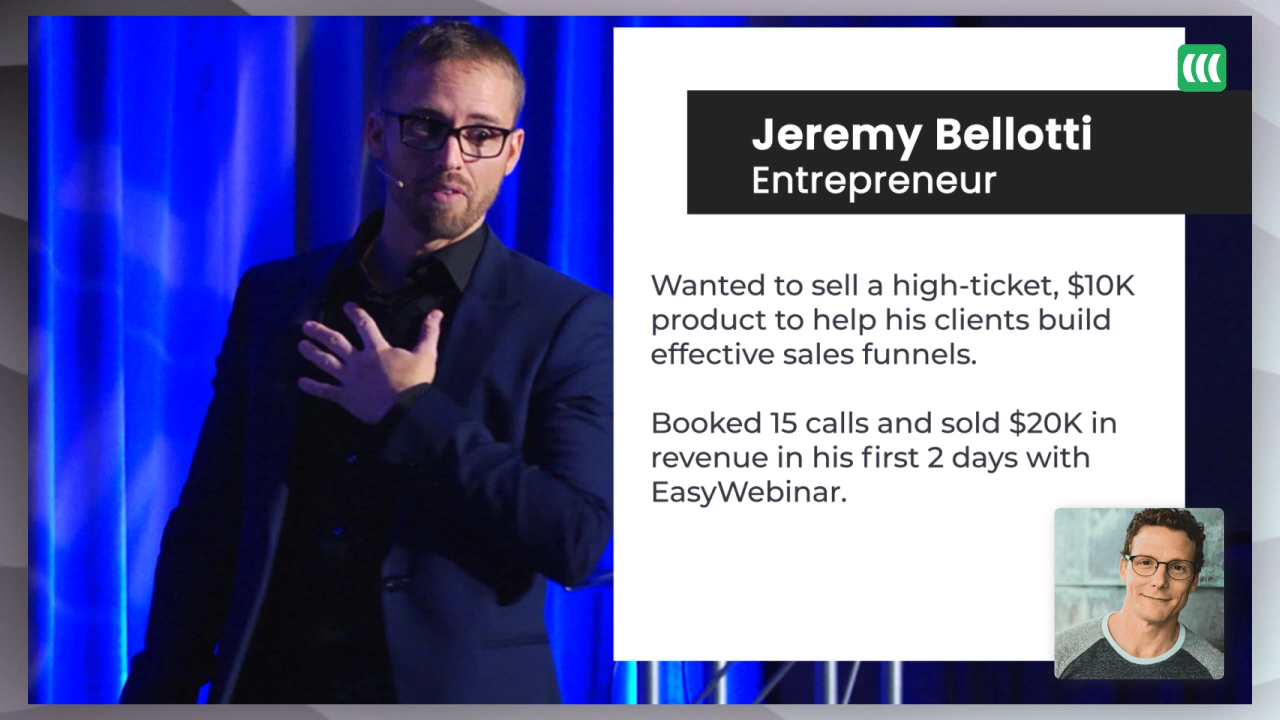 Jeremy Bellotti
Entrepreneur
Wanted to sell a high-ticket, $10K
product to help his clients build
effective sales funnels.
Booked 15 calls and sold $20K in
revenue in his first 2 days with
EasyWebinar.